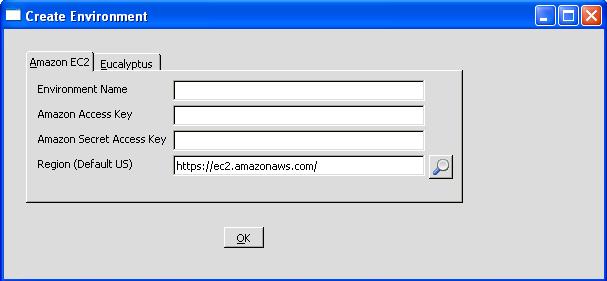 Create Environment
Amazon EC2 Eucalyptus
Environment Name
Amazon Access Key
Amazon Secret Access Key
Region (Default US) https://ec2.amazonaws.com/
OK